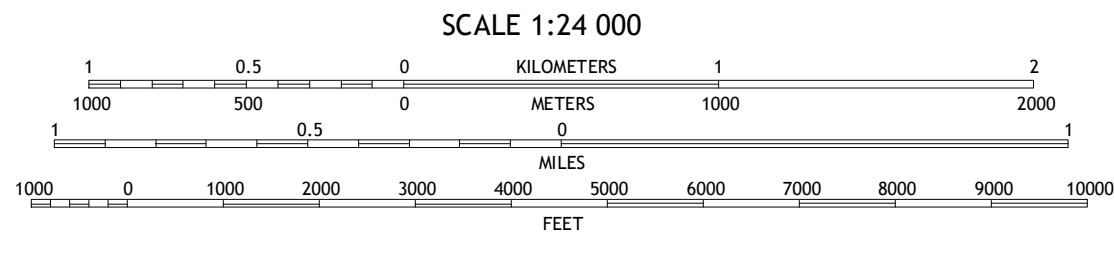 SCALE 1:24 000
1 0.5 0 KILOMETERS 1 2
1000 500 0 METERS 1000 2000
1 0.5 0 1
MILES
1000 0 1000 2000 3000 4000 5000 6000 7000 8000 9000 10000
FEET